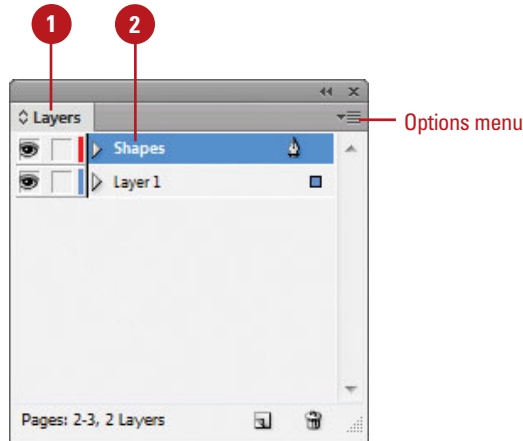 1 2
Layers
Options menu
Shapes
Layer 1
Pages: 2-3, 2 Layers